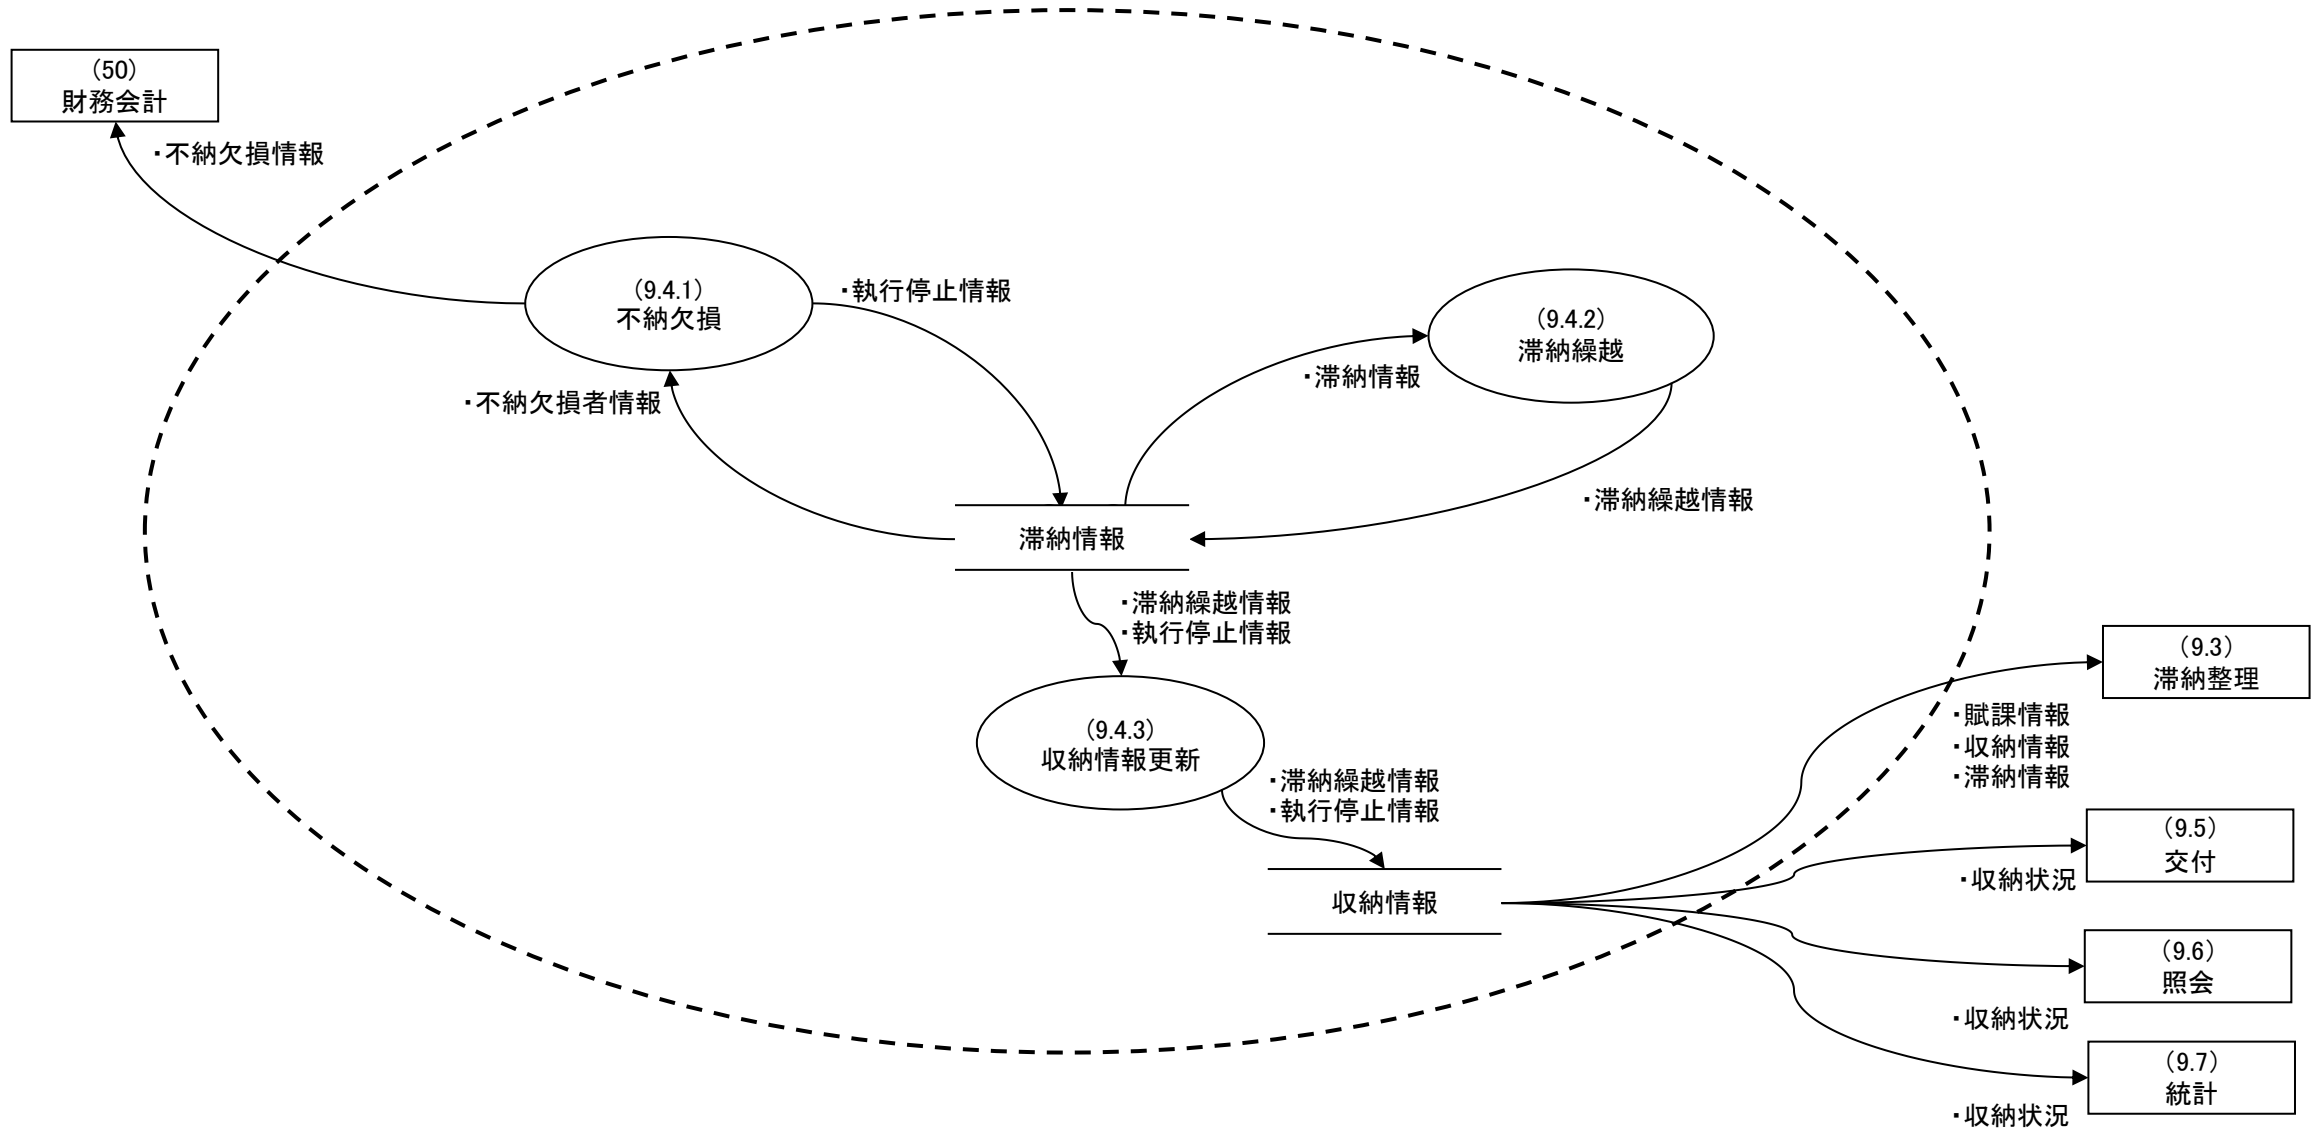 （50）
財務会計
・不納欠損情報
（9.4.1）
不納欠損
・執行停止情報
（9.4.2）
滞納繰越
・滞納情報
・不納欠損者情報
・滞納繰越情報
滞納情報
・滞納繰越情報
・執行停止情報
（9.3）
滞納整理
（9.4.3）
収納情報更新
・賦課情報
・収納情報
・滞納情報
・滞納繰越情報
・執行停止情報
（9.5）
交付
・収納状況
収納情報
（9.6）
照会
・収納状況
（9.7）
統計
・収納状況